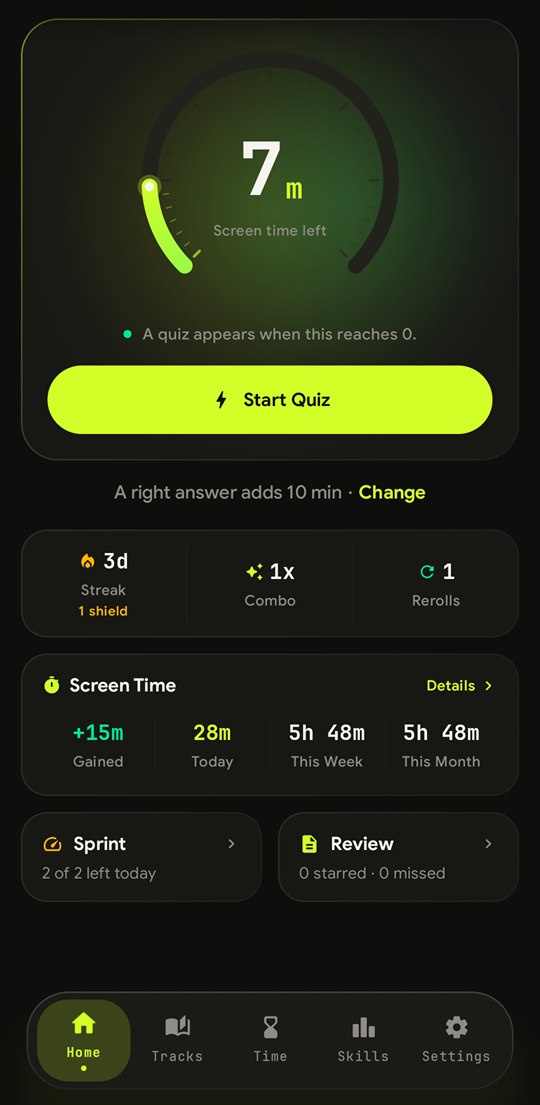 7 m
Screen time left
A quiz appears when this reaches 0.
Start Quiz
A right answer adds 10 min · Change
3d
Streak
1 shield
1x
Combo
1
Rerolls
Screen Time
Details
+15m
Gained
28m
Today
5h 48m
This Week
5h 48m
This Month
Sprint
2 of 2 left today
Review
0 starred · 0 missed
Home
Tracks
Time
Skills
Settings